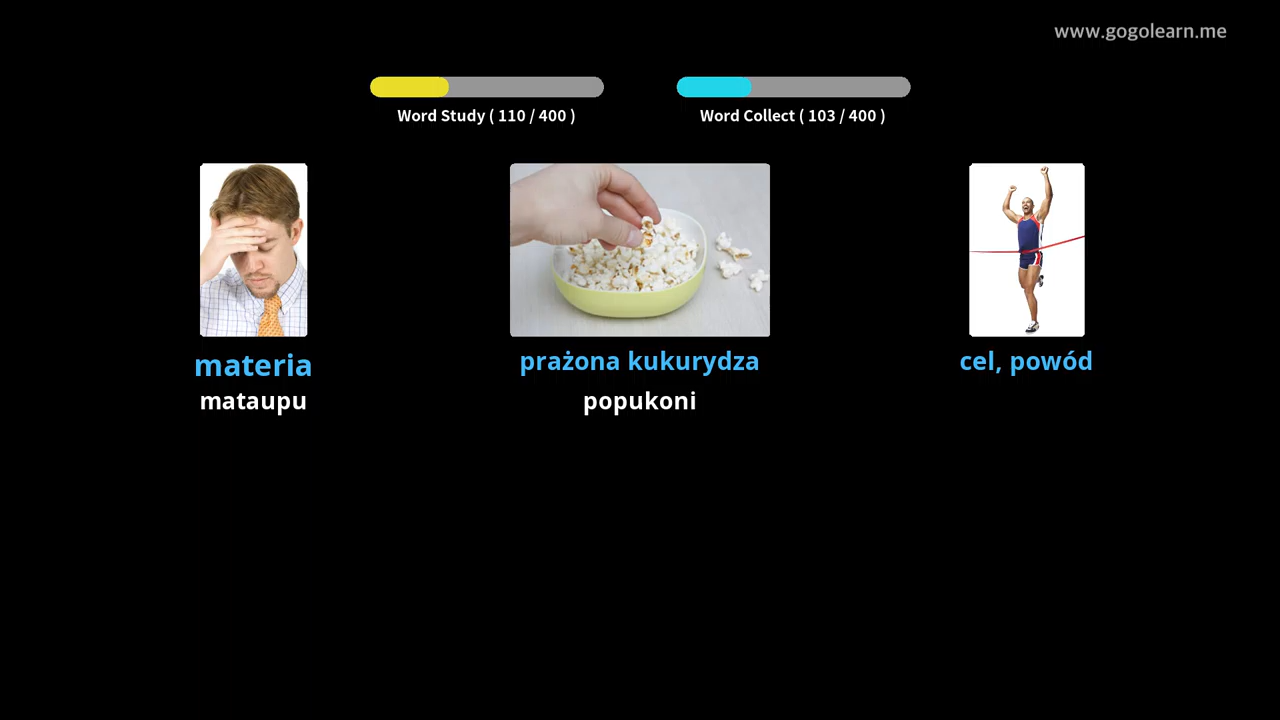 www.gogolearn.me
Word Study ( 110 / 400 )
Word Collect ( 103 / 400 )
materia
mataupu
prażona kukurydza
popukoni
cel, powód